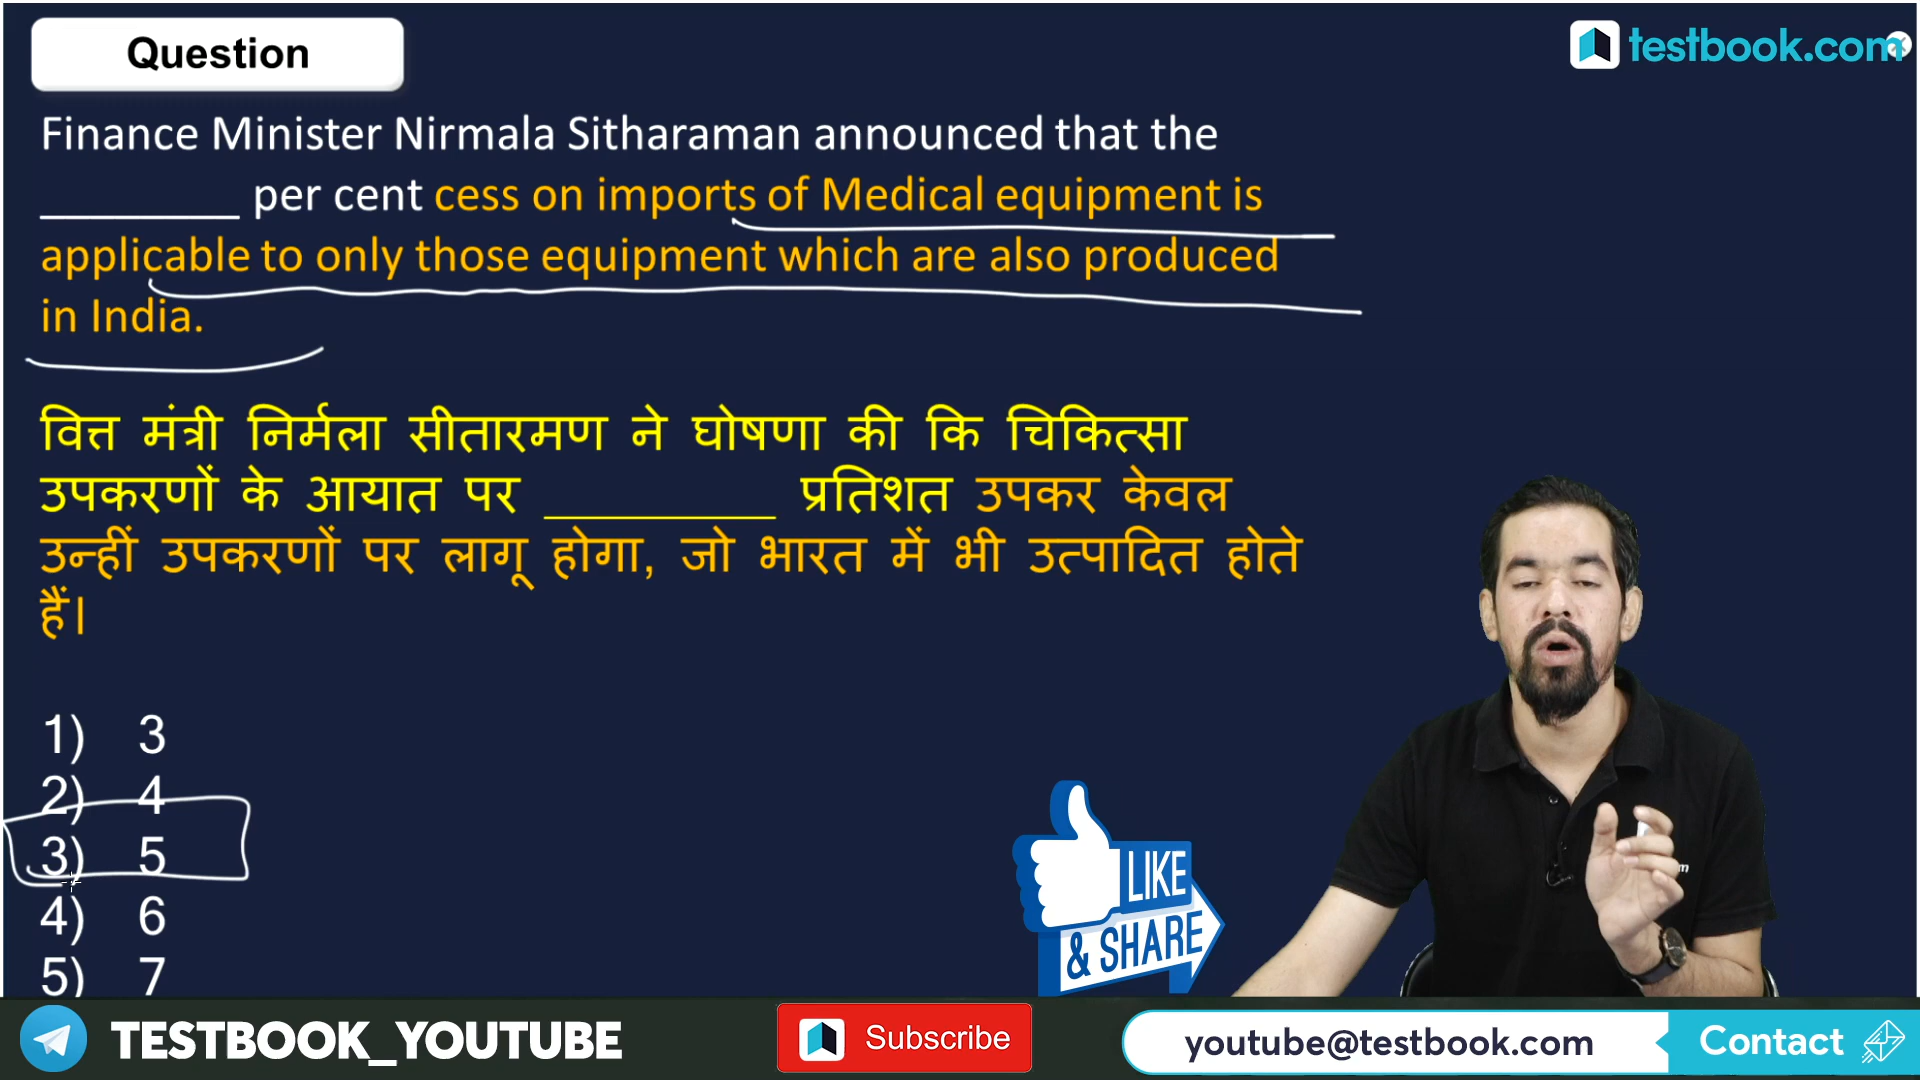 Question
testbook.com
Finance Minister Nirmala Sitharaman announced that the
________ per cent cess on imports of Medical equipment is
applicable to only those equipment which are also produced
in India.
वित्त मंत्री निर्मला सीतारमण ने घोषणा की कि चिकित्सा
उपकरणों के आयात पर ________ प्रतिशत उपकर केवल
उन्हीं उपकरणों पर लागू होगा, जो भारत में भी उत्पादित होते
हैं।
1) 3
2) 4
3) 5
4) 6
5) 7
LIKE
& SHARE
TESTBOOK_YOUTUBE
Subscribe
youtube@testbook.com
Contact